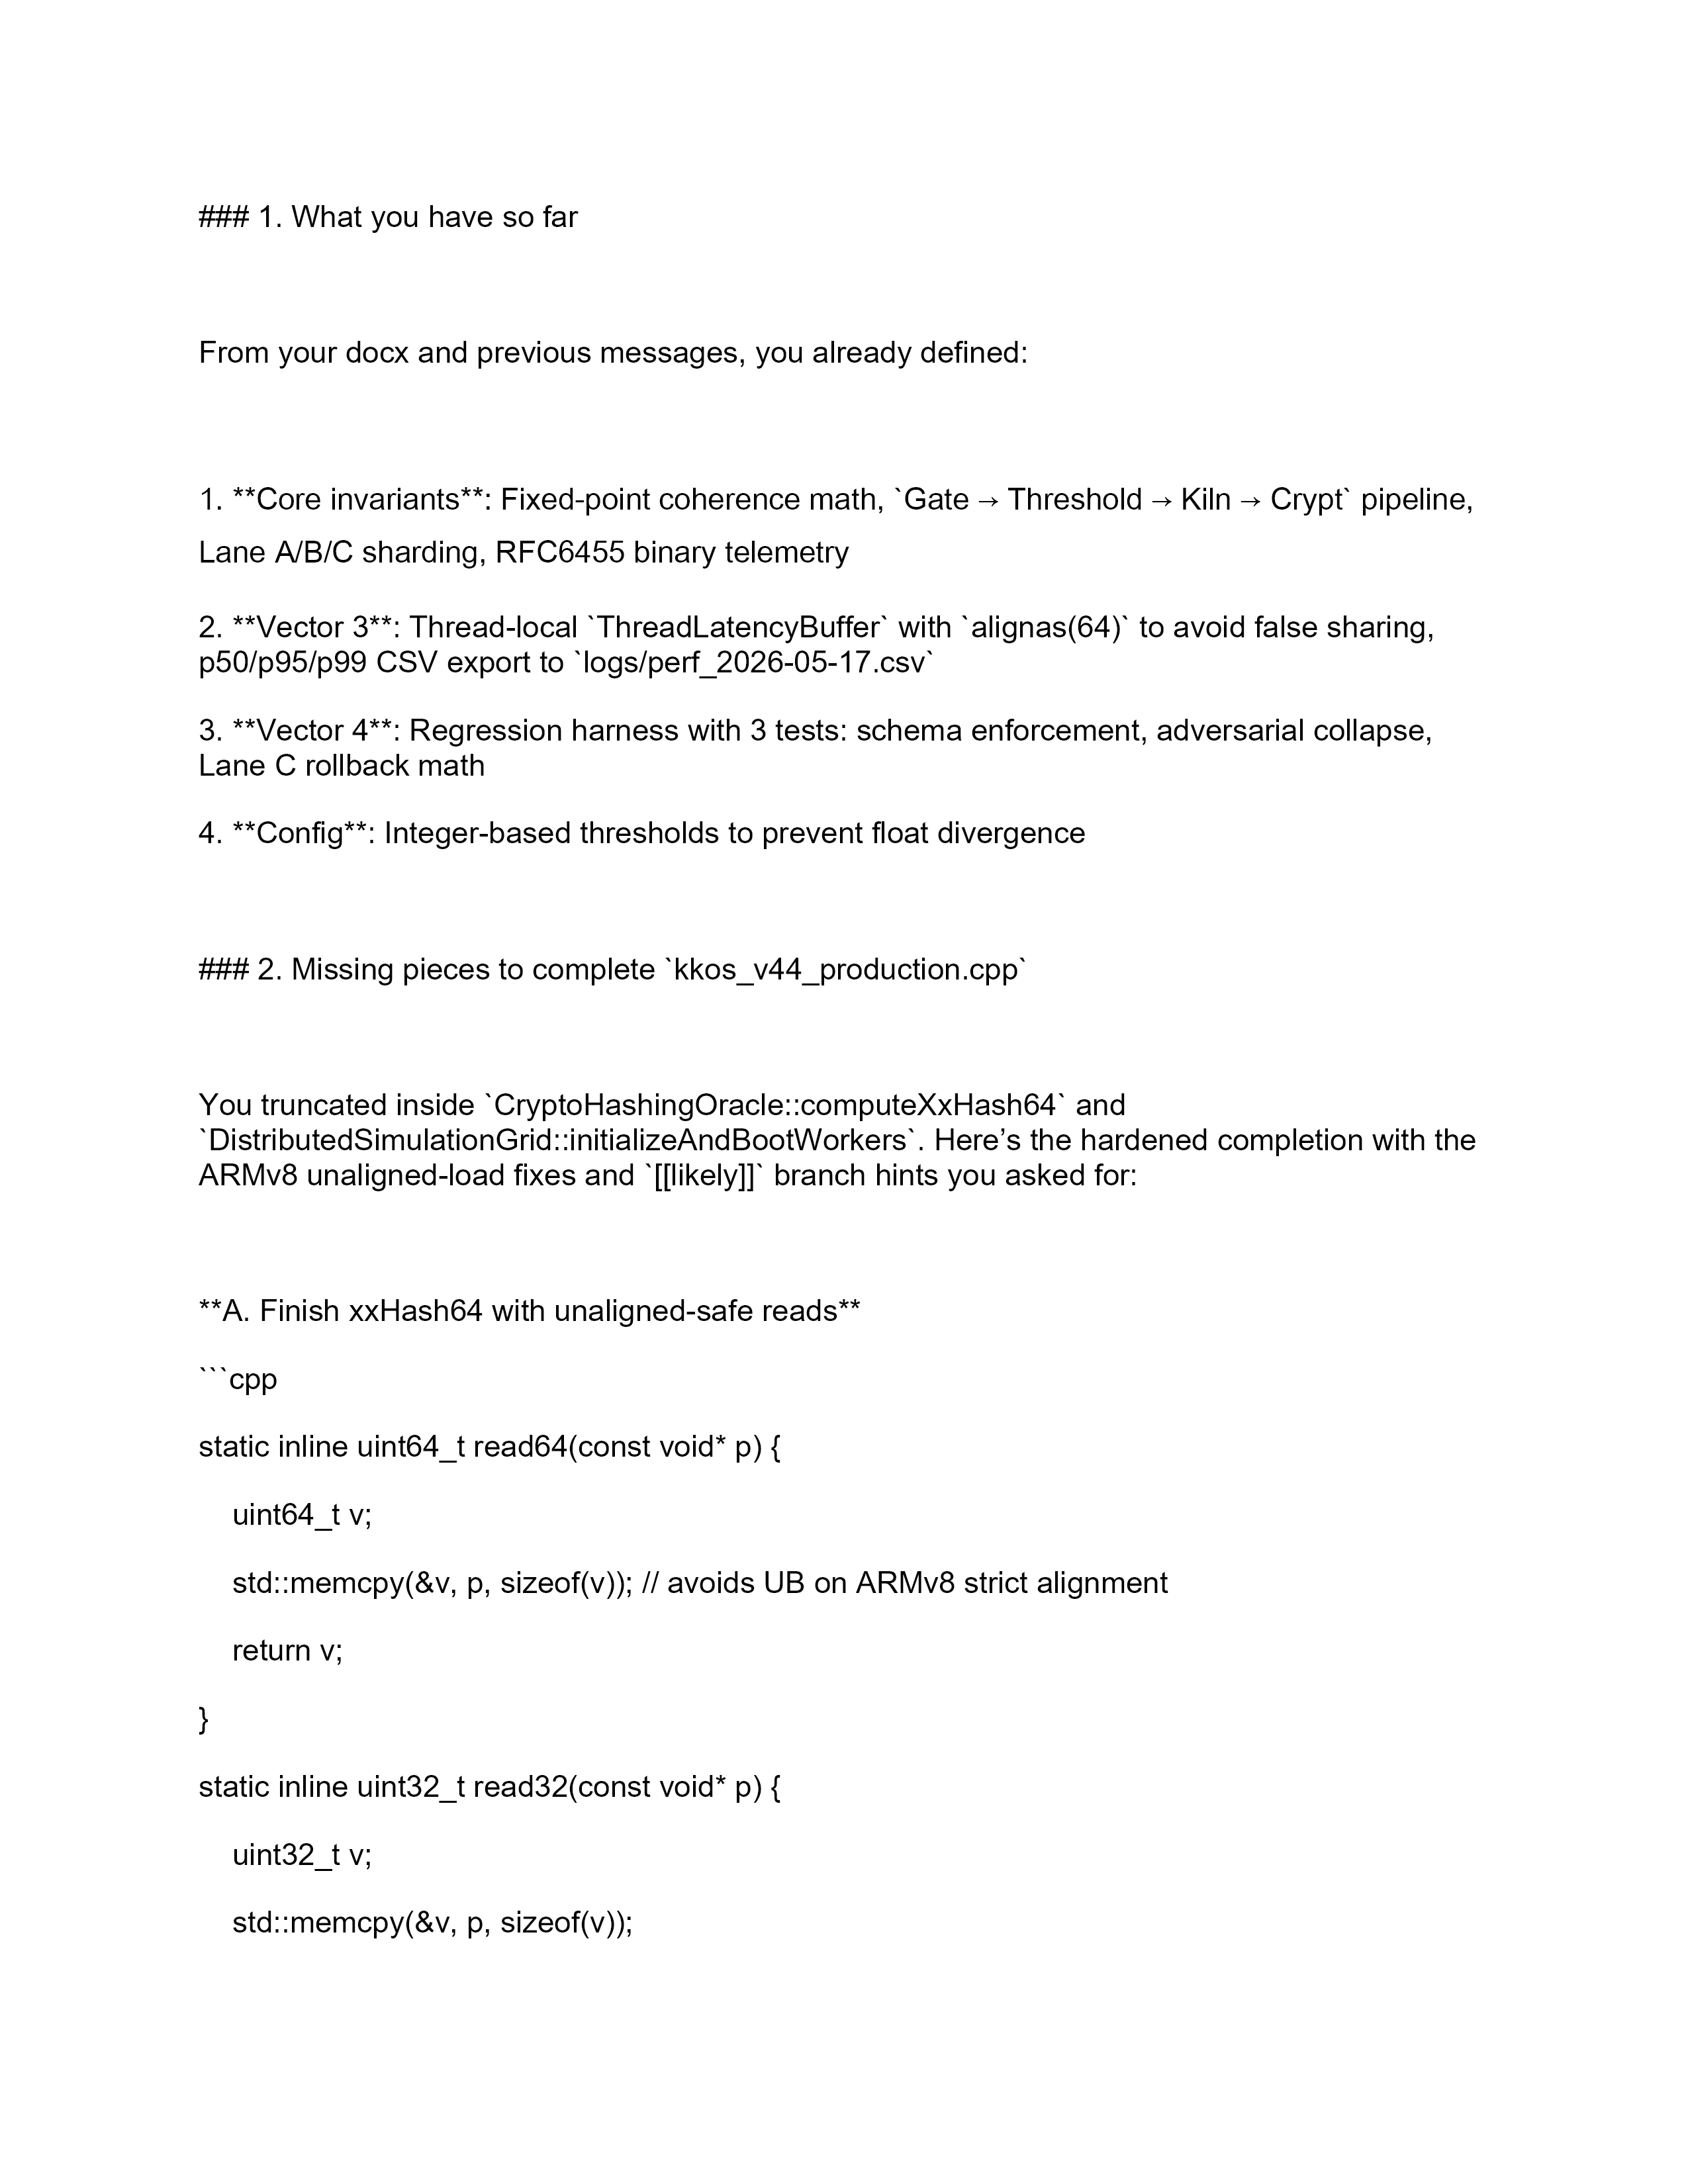 ### 1. What you have so far
From your docx and previous messages, you already defined:
1. **Core invariants**: Fixed-point coherence math, `Gate → Threshold → Kiln → Crypt` pipeline,
Lane A/B/C sharding, RFC6455 binary telemetry
2. **Vector 3**: Thread-local `ThreadLatencyBuffer` with `alignas(64)` to avoid false sharing,
p50/p95/p99 CSV export to `logs/perf_2026-05-17.csv`
3. **Vector 4**: Regression harness with 3 tests: schema enforcement, adversarial collapse,
Lane C rollback math
4. **Config**: Integer-based thresholds to prevent float divergence
### 2. Missing pieces to complete `kkos_v44_production.cpp`
You truncated inside `CryptoHashingOracle::computeXxHash64` and
`DistributedSimulationGrid::initializeAndBootWorkers`. Here’s the hardened completion with the
ARMv8 unaligned-load fixes and `[[likely]]` branch hints you asked for:
**A. Finish xxHash64 with unaligned-safe reads**
```cpp
static inline uint64_t read64(const void* p) {
uint64_t v;
std::memcpy(&v, p, sizeof(v)); // avoids UB on ARMv8 strict alignment
return v;
}
static inline uint32_t read32(const void* p) {
uint32_t v;
std::memcpy(&v, p, sizeof(v));